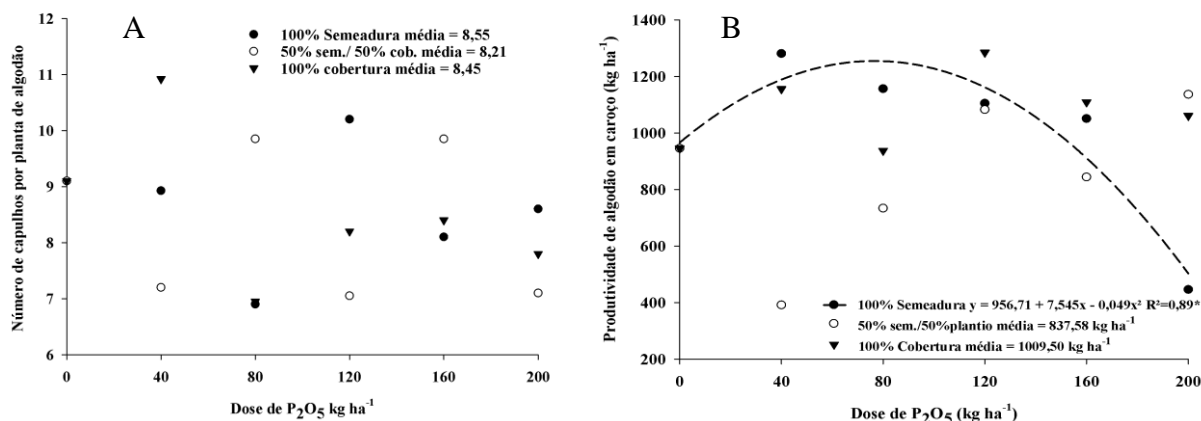 A
Número de capulhos por planta de algodão
12
11
10
9
8
7
6
100% Semeadura média = 8,55
50% sem./ 50% cob. média = 8,21
100% cobertura média = 8,45
0 40 80 120 160 200
Dose de P₂O₅ kg ha⁻¹
B
Produtividade de algodão em caroço (kg ha⁻¹)
1400
1200
1000
800
600
400
200
100% Semeadura y = 956,71 + 7,545x - 0,049x² R²=0,89*
50% sem./50%plantio média = 837,58 kg ha⁻¹
100% Cobertura média = 1009,50 kg ha⁻¹
0 40 80 120 160 200
Dose de P₂O₅ (kg ha⁻¹)